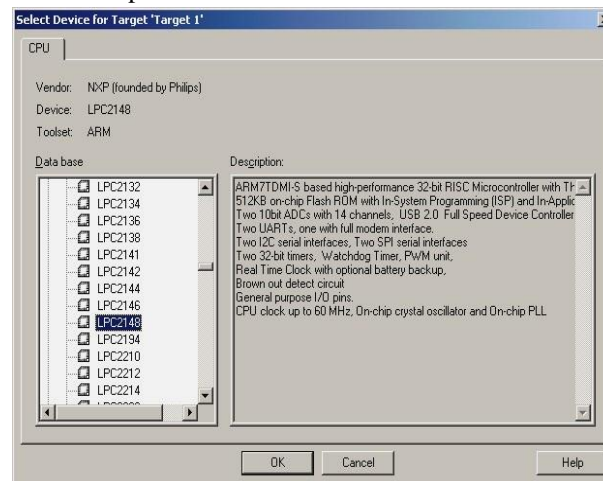 Select Device for Target 'Target 1'
CPU
Vendor: NXP (founded by Philips)
Device: LPC2148
Toolset: ARM
Data base
Description:
LPC2132
LPC2134
LPC2136
LPC2138
LPC2141
LPC2142
LPC2144
LPC2146
LPC2148
LPC2194
LPC2210
LPC2212
LPC2214
ARM7TDMI-S based high-performance 32-bit RISC Microcontroller with Th
512KB on-chip Flash ROM with In-System Programming (ISP) and In-Applic
Two 10bit ADCs with 14 channels, USB 2.0 Full Speed Device Controller
Two UARTs, one with full modem interface.
Two I2C serial interfaces, Two SPI serial interfaces
Two 32-bit timers, Watchdog Timer, PWM unit,
Real Time Clock with optional battery backup,
Brown out detect circuit
General purpose I/O pins.
CPU clock up to 60 MHz, On-chip crystal oscillator and On-chip PLL
OK
Cancel
Help